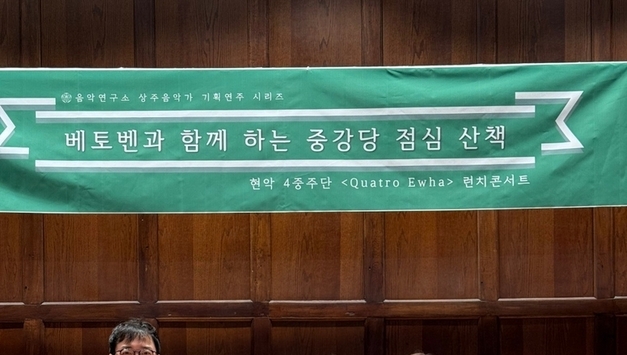 음악연구소 상주음악가 기획연주 시리즈
베토벤과 함께 하는 중강당 점심 산책
현악 4중주단 <Quatro Ewha> 런치콘서트